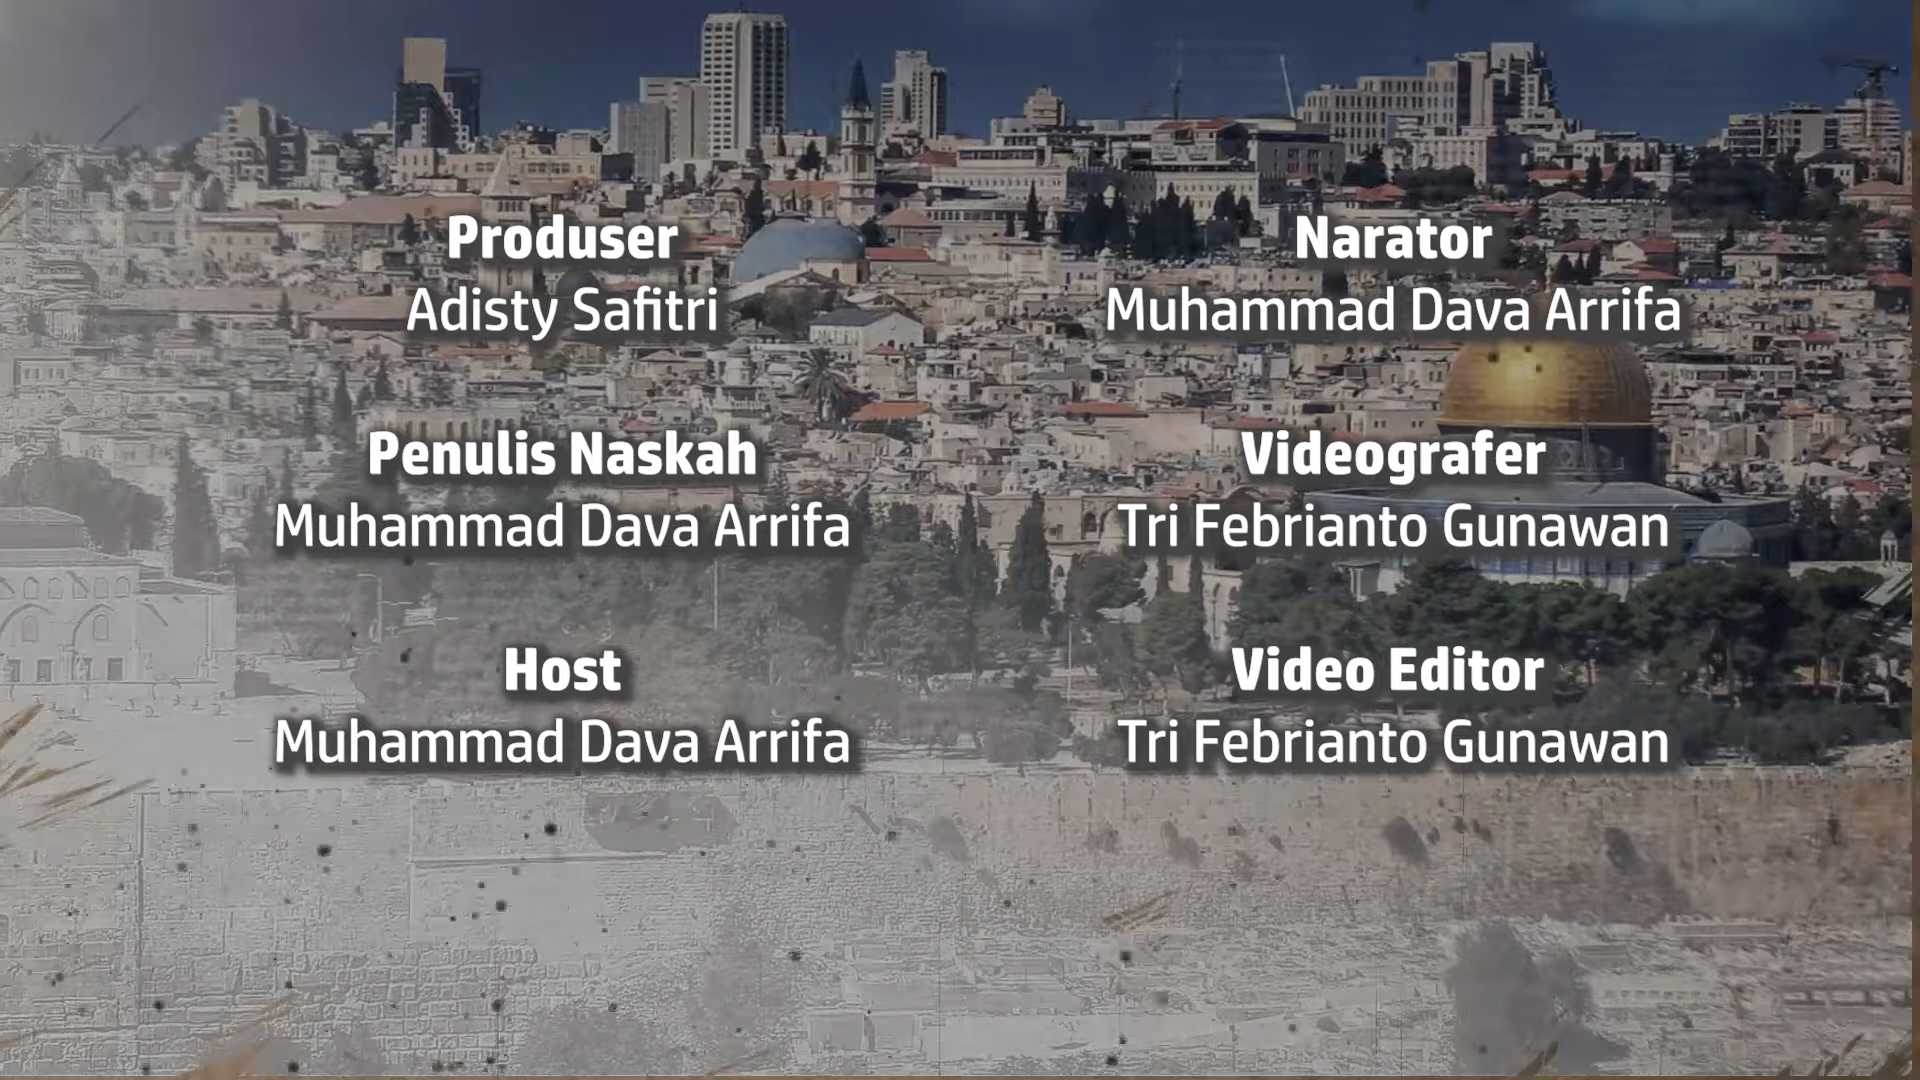 Produser
Adisty Safitri
Penulis Naskah
Muhammad Dava Arrifa
Host
Muhammad Dava Arrifa
Narator
Muhammad Dava Arrifa
Videografer
Tri Febrianto Gunawan
Video Editor
Tri Febrianto Gunawan